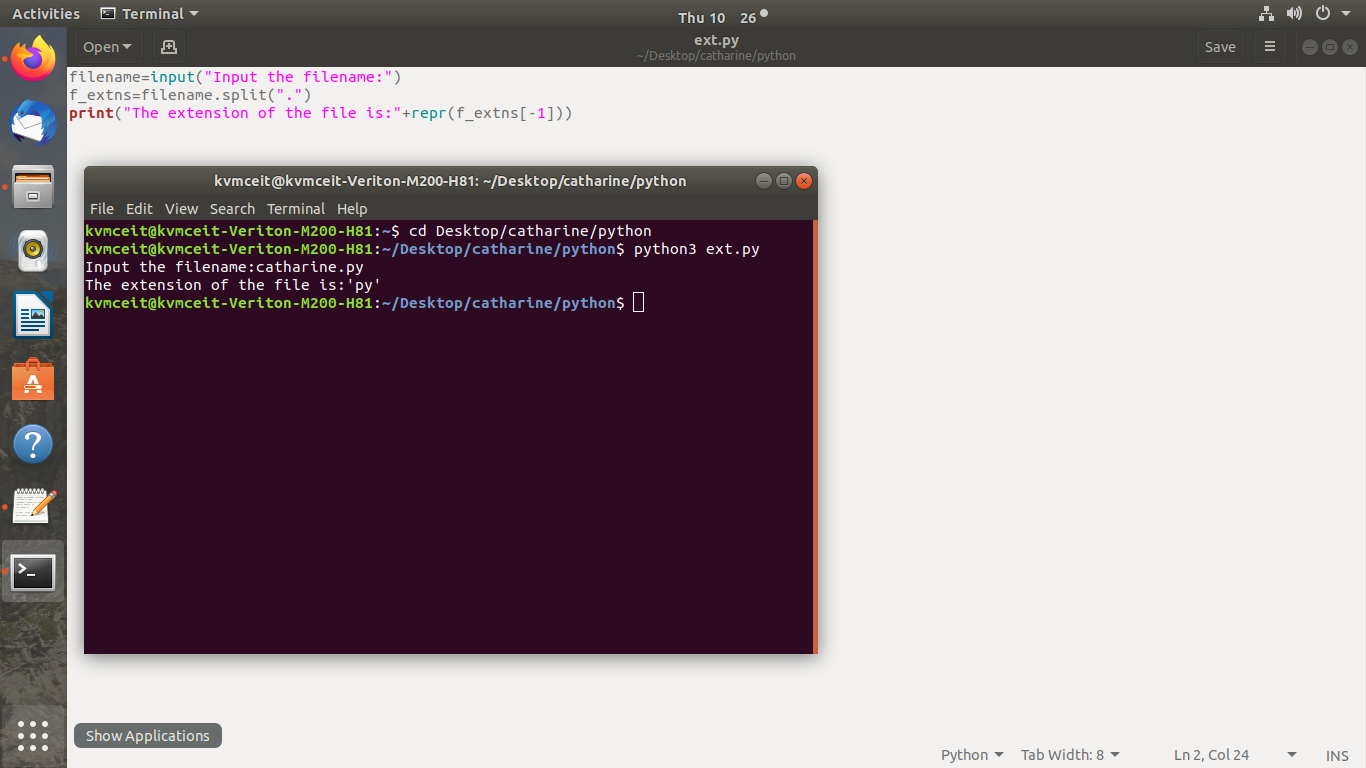 Activities Terminal Thu 10 26
Open ext.py Save
~/Desktop/catharine/python
filename=input("Input the filename:")
f_extns=filename.split(".")
print("The extension of the file is:"+repr(f_extns[-1]))
kvmceit@kvmceit-Veriton-M200-H81: ~/Desktop/catharine/python
File Edit View Search Terminal Help
kvmceit@kvmceit-Veriton-M200-H81:~$ cd Desktop/catharine/python
kvmceit@kvmceit-Veriton-M200-H81:~/Desktop/catharine/python$ python3 ext.py
Input the filename:catharine.py
The extension of the file is:'py'
kvmceit@kvmceit-Veriton-M200-H81:~/Desktop/catharine/python$
Show Applications
Python Tab Width: 8 Ln 2, Col 24 INS